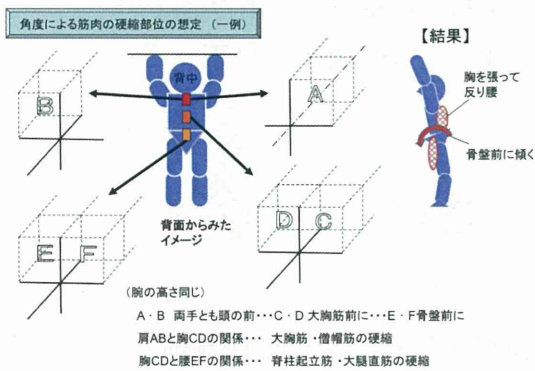 角度による筋肉の硬縮部位の想定 (一例)
【結果】
背中
B
A
胸を張って
反り腰
骨盤前に傾く
背面からみた
イメージ
E F
D C
(腕の高さ同じ)
A・B 両手とも頭の前・・・C・D 大胸筋前に・・・E・F骨盤前に
肩ABと胸CDの関係・・・ 大胸筋・僧帽筋の硬縮
胸CDと腰EFの関係・・・ 脊柱起立筋・大腿直筋の硬縮